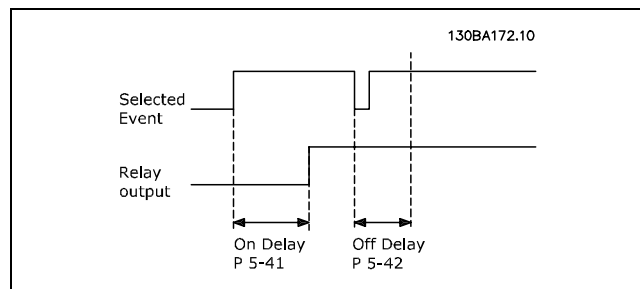 130BA172.10
Selected
Event
Relay
output
On Delay
P 5-41
Off Delay
P 5-42